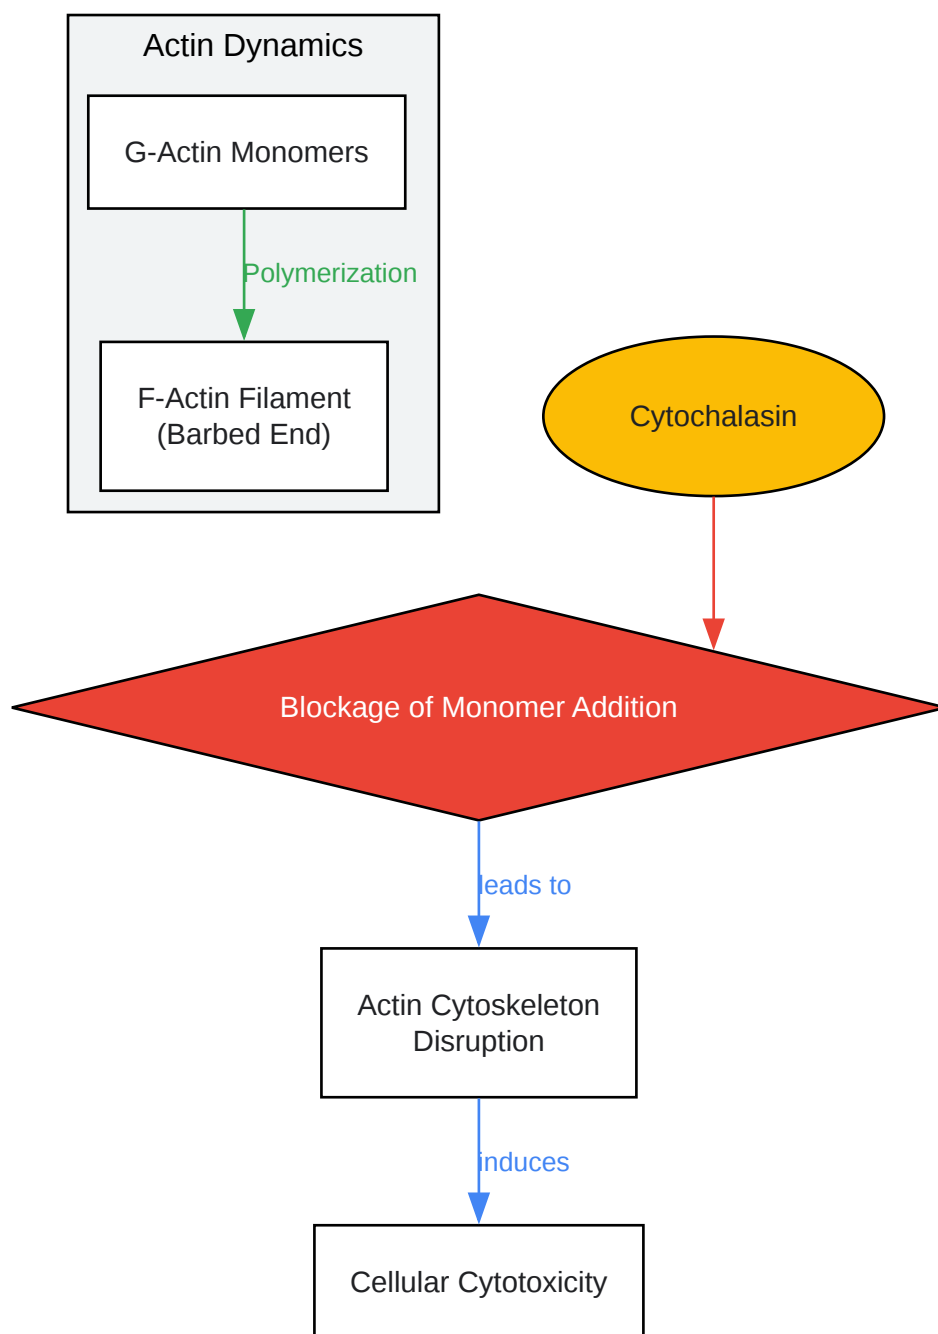 Actin Dynamics
G-Actin Monomers
Polymerization
F-Actin Filament
(Barbed End)
Cytochalasin
Blockage of Monomer Addition
leads to
Actin Cytoskeleton
Disruption
induces
Cellular Cytotoxicity